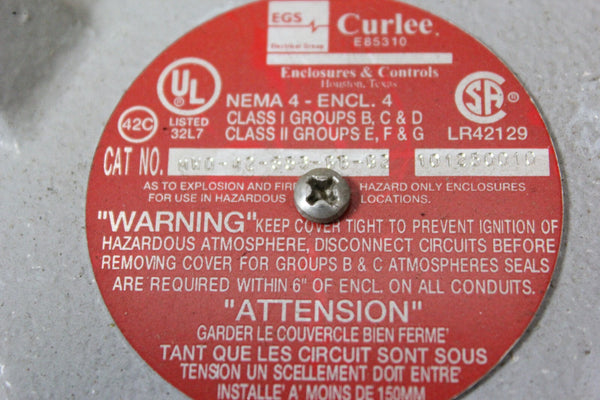 EGS
Electrical Group
Curlee
E85310
Enclosures & Controls
Houston, Texas
UL
LISTED
32L7
42C
NEMA 4 - ENCL. 4
CLASS I GROUPS B, C & D
CLASS II GROUPS E, F & G
SA
LR42129
CAT NO.
AS TO EXPLOSION AND FIRE HAZARD ONLY ENCLOSURES
FOR USE IN HAZARDOUS LOCATIONS.
"WARNING" KEEP COVER TIGHT TO PREVENT IGNITION OF
HAZARDOUS ATMOSPHERE, DISCONNECT CIRCUITS BEFORE
REMOVING COVER FOR GROUPS B & C ATMOSPHERES SEALS
ARE REQUIRED WITHIN 6" OF ENCL. ON ALL CONDUITS.
"ATTENSION"
GARDER LE COUVERCLE BIEN FERME'
TANT QUE LES CIRCUIT SONT SOUS
TENSION UN SCELLEMENT DOIT ENTRE
INSTALLE' A' MOINS DE 150MM